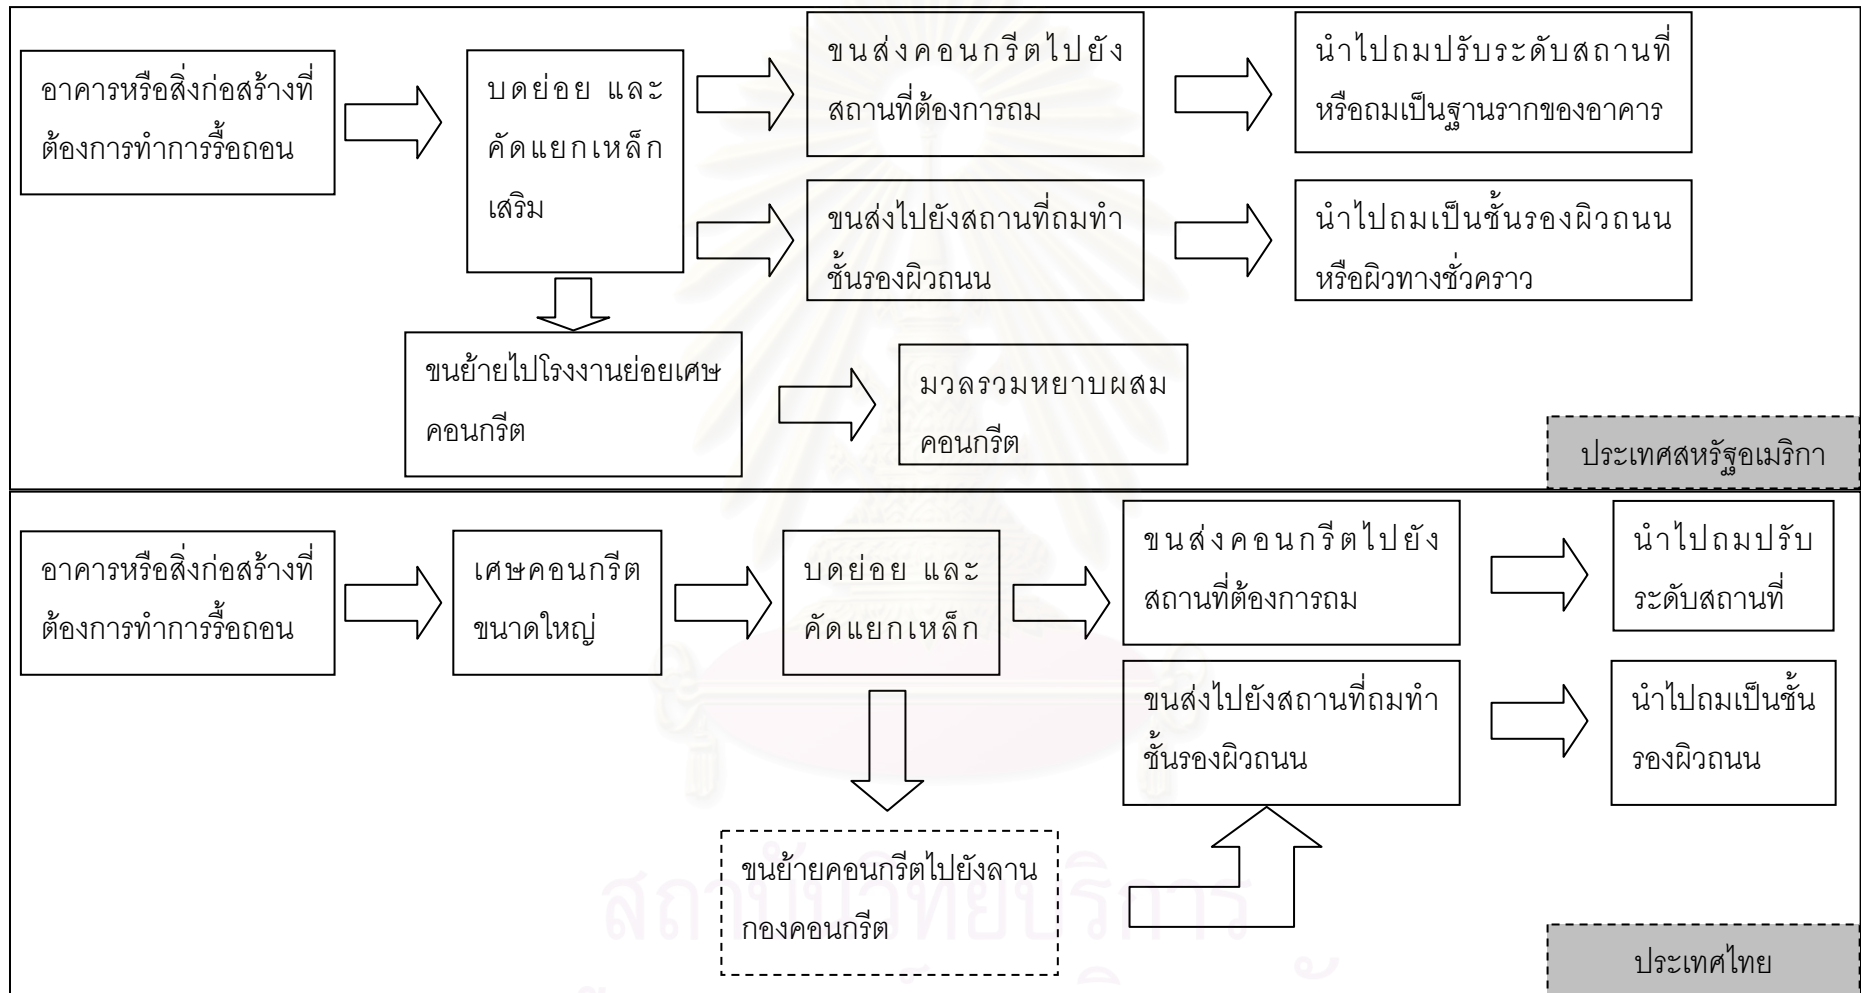 อาคารหรือสิ่งก่อสร้างที่
ต้องการทำการรื้อถอน
บดย่อย และ
คัดแยกเหล็ก
เสริม
ขนส่งคอนกรีตไปยัง
สถานที่ต้องการถม
นำไปถมปรับระดับสถานที่
หรือถมเป็นฐานรากของอาคาร
ขนส่งไปยังสถานที่ถมทำ
ชั้นรองผิวถนน
นำไปถมเป็นชั้นรองผิวถนน
หรือผิวทางชั่วคราว
ขนย้ายไปโรงงานย่อยเศษ
คอนกรีต
มวลรวมหยาบผสม
คอนกรีต
ประเทศสหรัฐอเมริกา
อาคารหรือสิ่งก่อสร้างที่
ต้องการทำการรื้อถอน
เศษคอนกรีต
ขนาดใหญ่
บดย่อย และ
คัดแยกเหล็ก
ขนส่งคอนกรีตไปยัง
สถานที่ต้องการถม
นำไปถมปรับ
ระดับสถานที่
ขนส่งไปยังสถานที่ถมทำ
ชั้นรองผิวถนน
นำไปถมเป็นชั้น
รองผิวถนน
ขนย้ายคอนกรีตไปยังลาน
กองคอนกรีต
ประเทศไทย
สถาบันวิทยบริการ